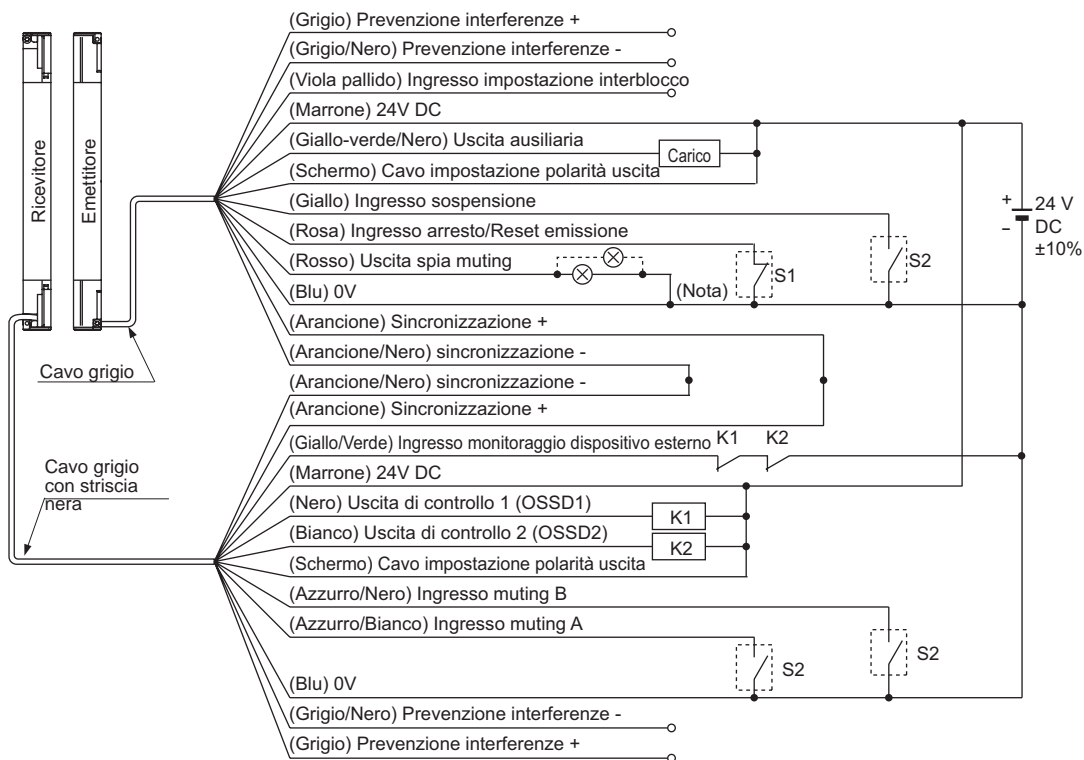 (Grigio) Prevenzione interferenze +
(Grigio/Nero) Prevenzione interferenze -
(Viola pallido) Ingresso impostazione interblocco
(Marrone) 24V DC
(Giallo-verde/Nero) Uscita ausiliaria
Carico
(Schermo) Cavo impostazione polarità uscita
(Giallo) Ingresso sospensione
(Rosa) Ingresso arresto/Reset emissione
(Rosso) Uscita spia muting
(Blu) 0V
(Nota)
S1
S2
+
−
24 V
DC
±10%
Ricevitore
Emettitore
Cavo grigio
(Arancione) Sincronizzazione +
(Arancione/Nero) sincronizzazione -
(Arancione/Nero) sincronizzazione -
(Arancione) Sincronizzazione +
(Giallo/Verde) Ingresso monitoraggio dispositivo esterno
K1
K2
Cavo grigio
con striscia
nera
(Marrone) 24V DC
(Nero) Uscita di controllo 1 (OSSD1)
K1
(Bianco) Uscita di controllo 2 (OSSD2)
K2
(Schermo) Cavo impostazione polarità uscita
(Azzurro/Nero) Ingresso muting B
(Azzurro/Bianco) Ingresso muting A
S2
S2
(Blu) 0V
(Grigio/Nero) Prevenzione interferenze -
(Grigio) Prevenzione interferenze +